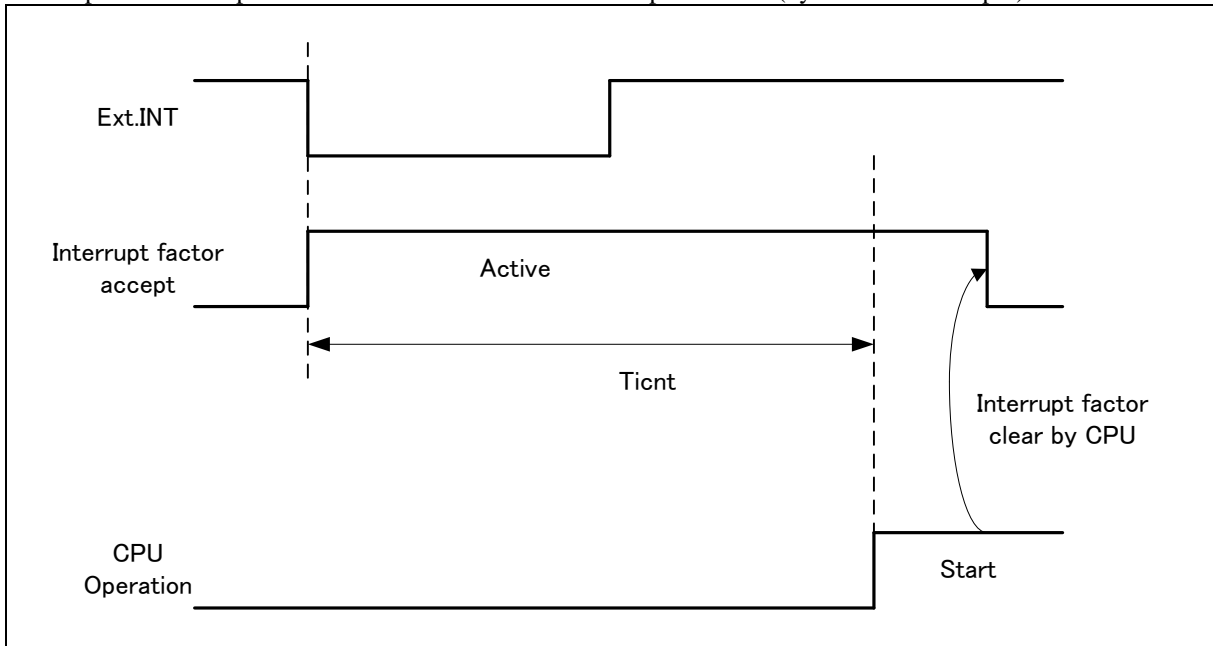 Ext.INT
Interrupt factor
accept
Active
Ticnt
Interrupt factor
clear by CPU
CPU
Operation
Start